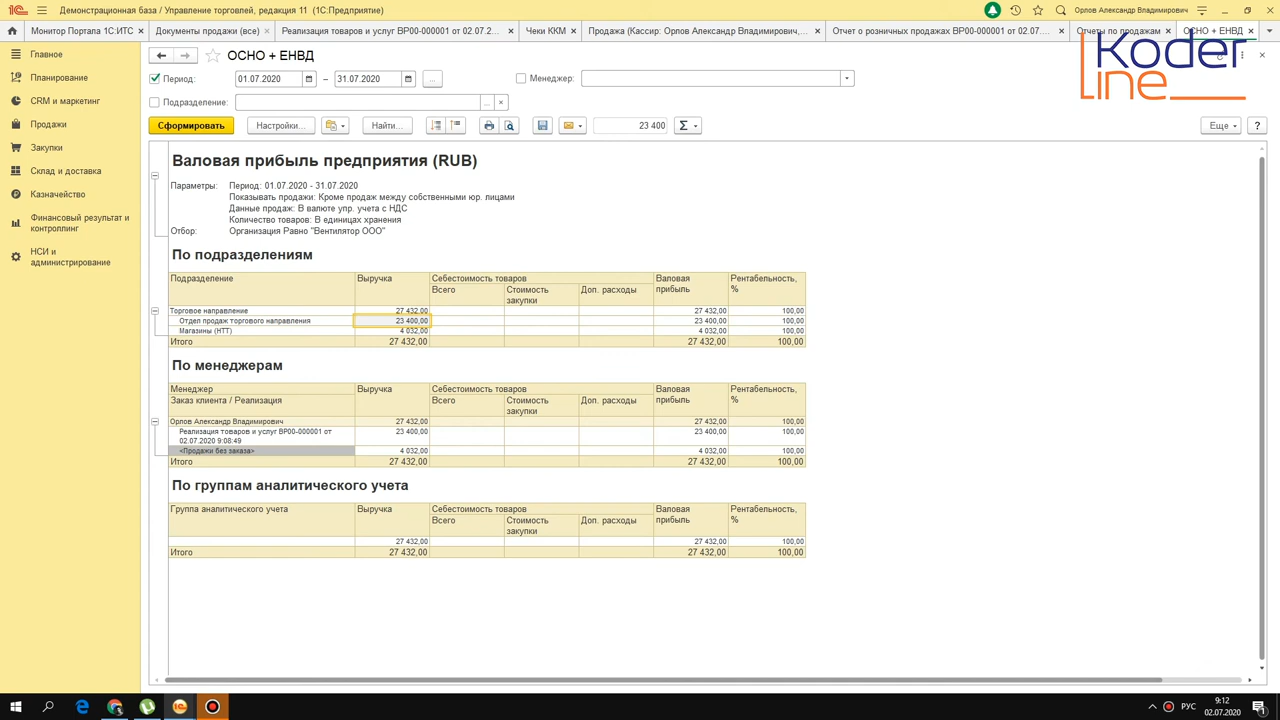 1С Демонстрационная база / Управление торговлей, редакция 11 (1С:Предприятие) Орлов Александр Владимирович
Монитор Портала 1С:ИТС × Документы продажи (все) × Реализация товаров и услуг ВР00-000001 от 02.07.2... × Чеки ККМ × Продажа (Кассир: Орлов Александр Владимирович,... × Отчет о розничных продажах ВР00-000001 от 02.07.... × Отчеты по продажам × ОСНО + ЕНВД ×
Koder
line
Главное
Планирование
CRM и маркетинг
Продажи
Закупки
Склад и доставка
Казначейство
Финансовый результат и
контроллинг
НСИ и
администрирование
ОСНО + ЕНВД
Период: 01.07.2020 – 31.07.2020 ... Менеджер:
Подразделение: ... ×
Сформировать Настройки... Найти... 23 400 Σ Еще ?
Валовая прибыль предприятия (RUB)
Параметры: Период: 01.07.2020 - 31.07.2020
Показывать продажи: Кроме продаж между собственными юр. лицами
Данные продаж: В валюте упр. учета с НДС
Количество товаров: В единицах хранения
Отбор: Организация Равно "Вентилятор ООО"
По подразделениям
Подразделение Выручка Себестоимость товаров Валовая Рентабельность,
Всего Стоимость Доп. расходы прибыль %
закупки
Торговое направление 27 432,00 27 432,00 100,00
Отдел продаж торгового направления 23 400,00 23 400,00 100,00
Магазины (НТТ) 4 032,00 4 032,00 100,00
Итого 27 432,00 27 432,00 100,00
По менеджерам
Менеджер Выручка Себестоимость товаров Валовая Рентабельность,
Заказ клиента / Реализация Всего Стоимость Доп. расходы прибыль %
закупки
Орлов Александр Владимирович 27 432,00 27 432,00 100,00
Реализация товаров и услуг ВР00-000001 от 23 400,00 23 400,00 100,00
02.07.2020 9:08:49
<Продажи без заказа> 4 032,00 4 032,00 100,00
Итого 27 432,00 27 432,00 100,00
По группам аналитического учета
Группа аналитического учета Выручка Себестоимость товаров Валовая Рентабельность,
Всего Стоимость Доп. расходы прибыль %
закупки
27 432,00 27 432,00 100,00
Итого 27 432,00 27 432,00 100,00
РУС 9:12
02.07.2020 1